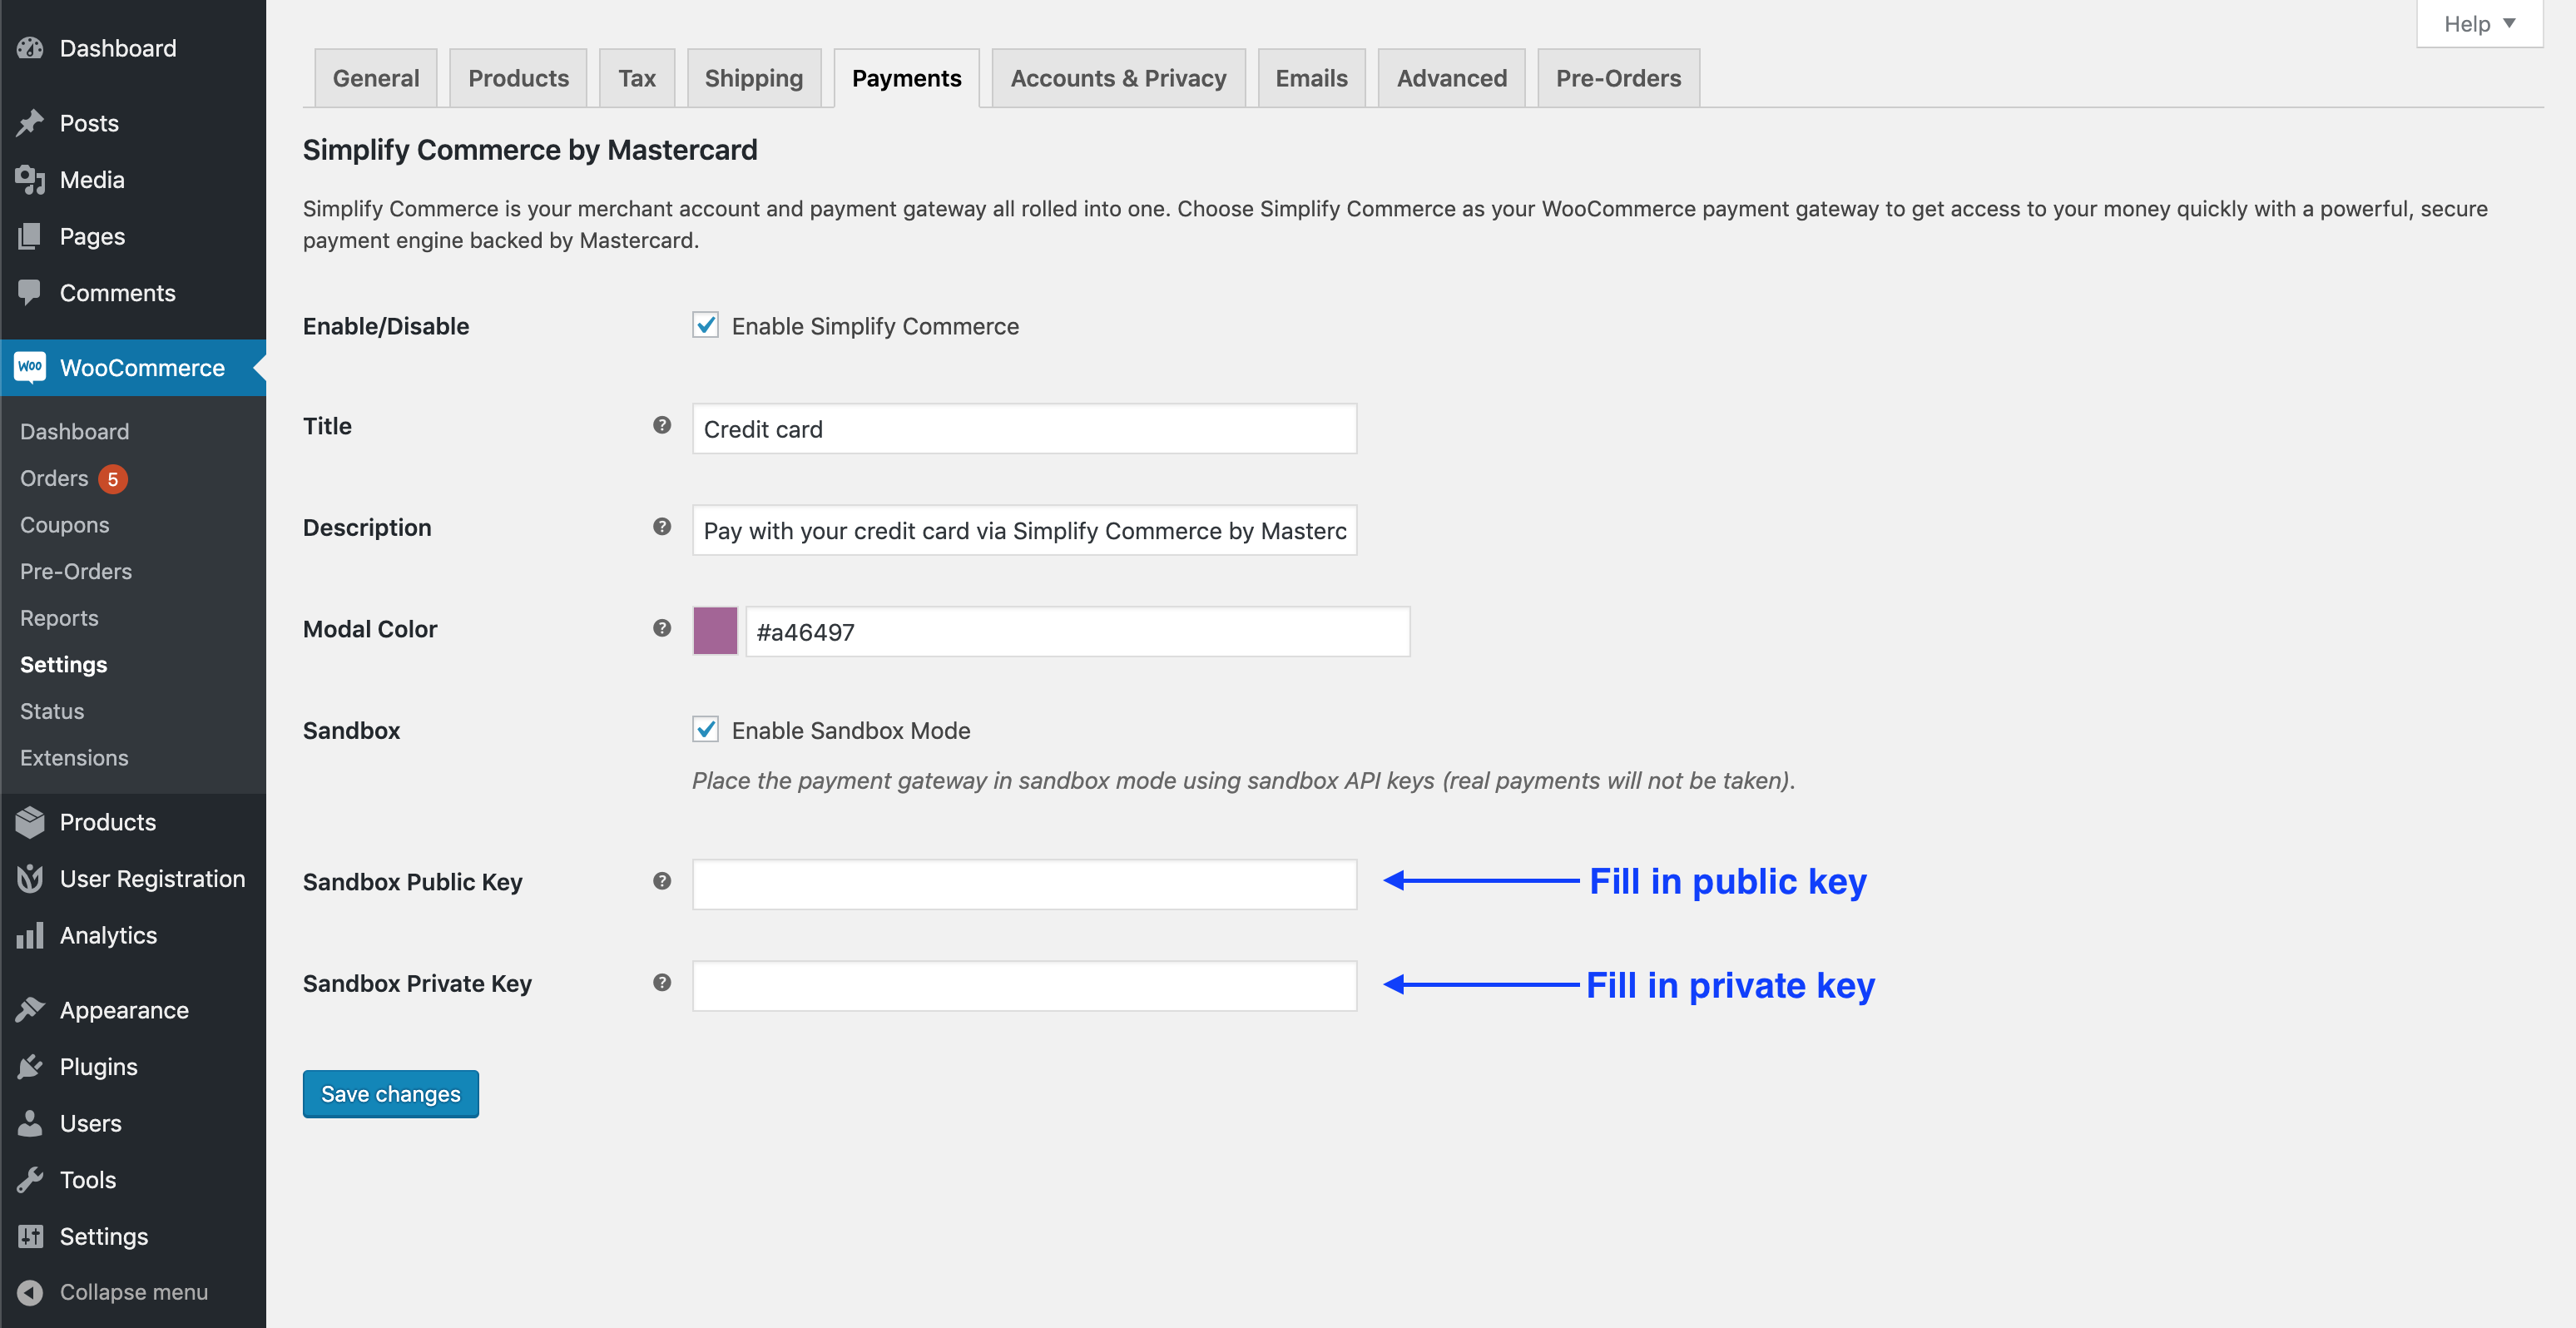 Dashboard
Posts
Media
Pages
Comments
WOO
WooCommerce
Dashboard
Orders 5
Coupons
Pre-Orders
Reports
Settings
Status
Extensions
Products
User Registration
Analytics
Appearance
Plugins
Users
Tools
Settings
Collapse menu
Help
General Products Tax Shipping Payments Accounts & Privacy Emails Advanced Pre-Orders
Simplify Commerce by Mastercard
Simplify Commerce is your merchant account and payment gateway all rolled into one. Choose Simplify Commerce as your WooCommerce payment gateway to get access to your money quickly with a powerful, secure
payment engine backed by Mastercard.
Enable/Disable Enable Simplify Commerce
Title ? Credit card
Description ? Pay with your credit card via Simplify Commerce by Masterc
Modal Color ? #a46497
Sandbox Enable Sandbox Mode
Place the payment gateway in sandbox mode using sandbox API keys (real payments will not be taken).
Sandbox Public Key ? Fill in public key
Sandbox Private Key ? Fill in private key
Save changes